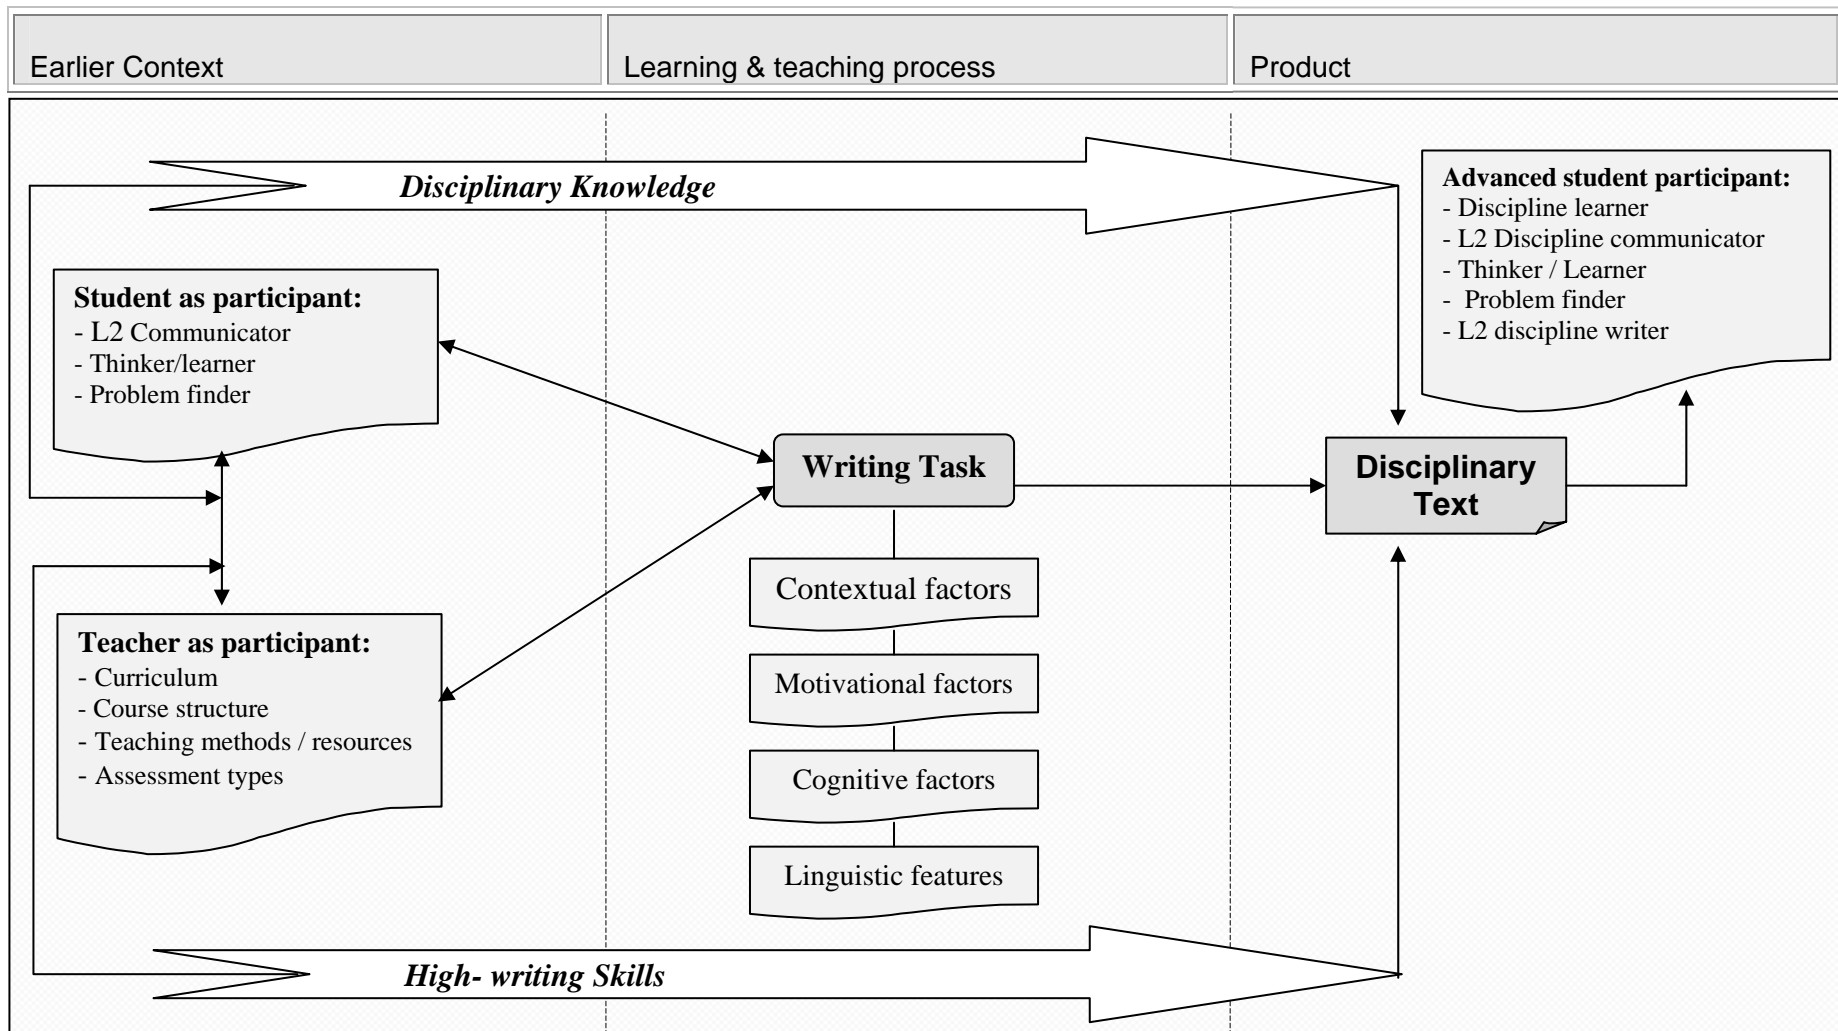 Earlier Context
Learning & teaching process
Product
Disciplinary Knowledge
Student as participant:
- L2 Communicator
- Thinker/learner
- Problem finder
Teacher as participant:
- Curriculum
- Course structure
- Teaching methods / resources
- Assessment types
Writing Task
Contextual factors
Motivational factors
Cognitive factors
Linguistic features
High- writing Skills
Advanced student participant:
- Discipline learner
- L2 Discipline communicator
- Thinker / Learner
- Problem finder
- L2 discipline writer
Disciplinary
Text